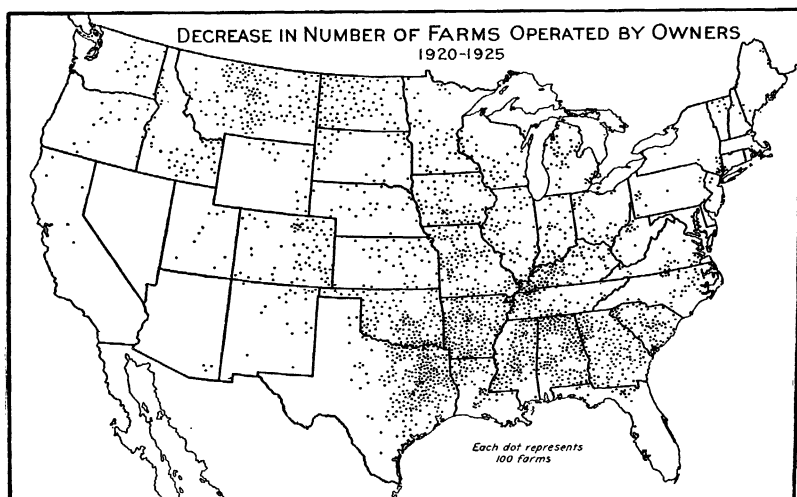 DECREASE IN NUMBER OF FARMS OPERATED BY OWNERS
1920-1925
Each dot represents
100 farms